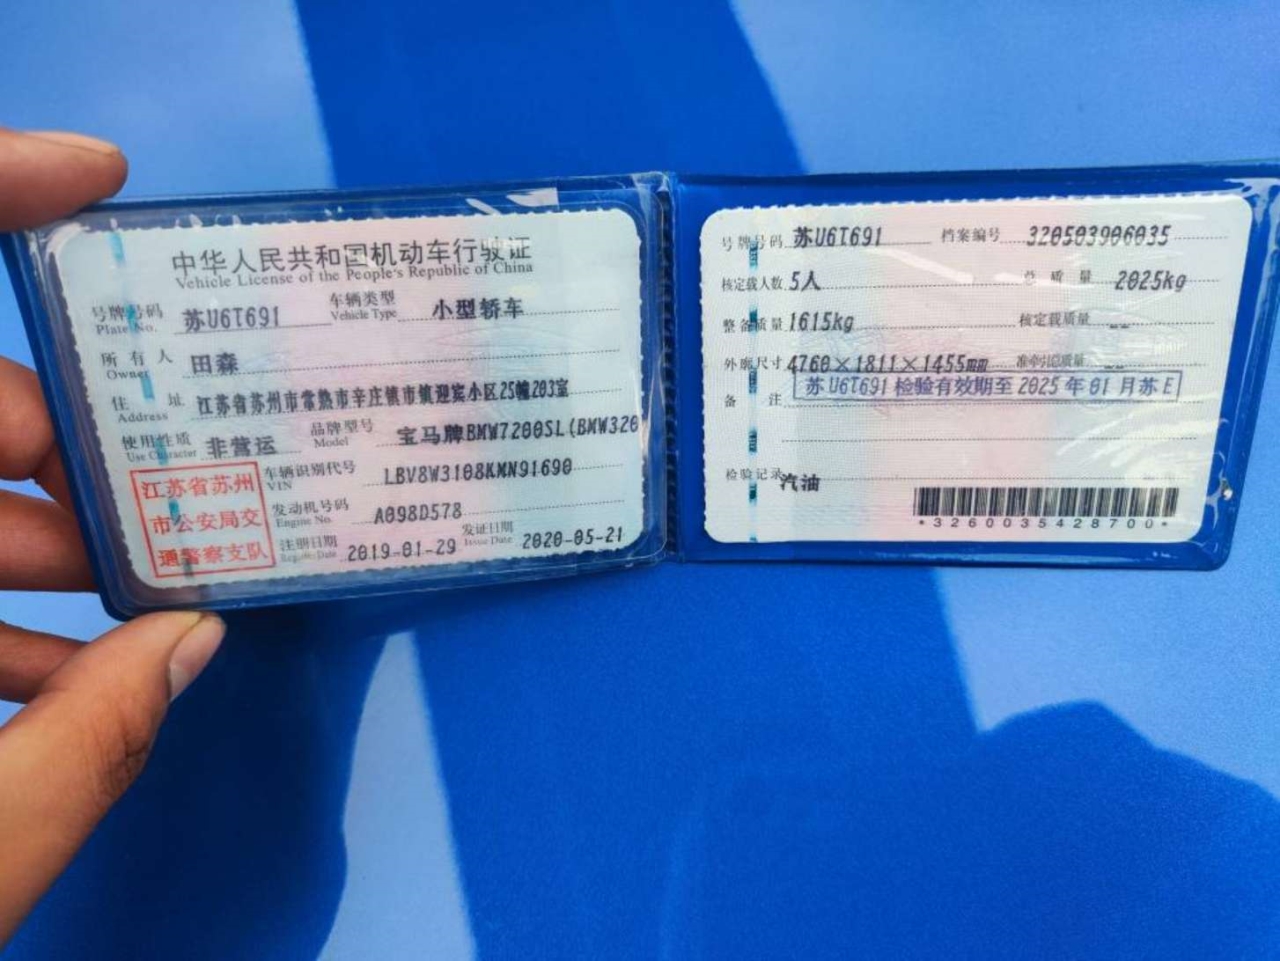 中华人民共和国机动车行驶证
Vehicle License of the People's Republic of China
号牌号码 苏U6T691 车辆类型 小型轿车
Plate No. Vehicle Type
所有人 田森
Owner
住址 江苏省苏州市常熟市辛庄镇市镇迎宾小区25幢203室
Address
使用性质 非营运 品牌型号 宝马牌BMW7200SL(BMW320
Use Character Model
江苏省苏州
市公安局交
通警察支队
车辆识别代号 LBV8W3108KMN91690
VIN
发动机号码 A098D578
Engine No.
注册日期 2019-01-29 发证日期 2020-05-21
Register Date Issue Date
号牌号码 苏U6T691 档案编号 320503906035
核定载人数 5人 总质量 2025kg
整备质量 1615kg 核定载质量 --
外廓尺寸 4760×1811×1455mm 准牵引总质量 --
备注 苏U6T691 检验有效期至 2025 年 01 月苏 E
检验记录 汽油
*3260035428700*